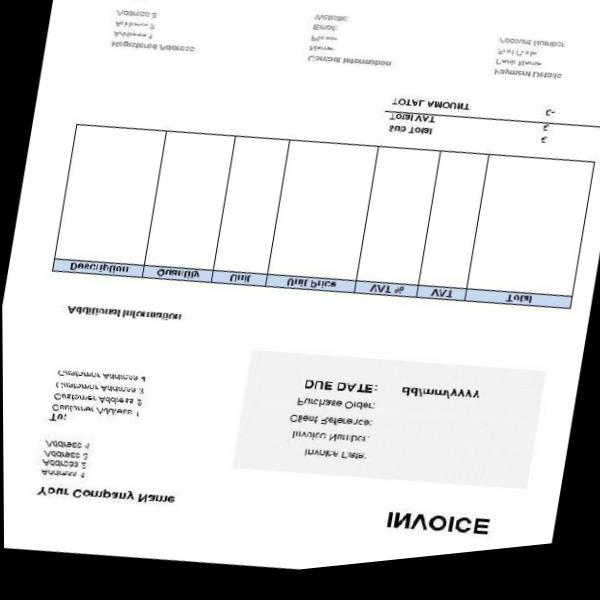 INVOICE
Your Company Name
Address 1
Address 2
Address 3
Address 4
Invoice Date:
Invoice Number:
Client Reference:
Purchase Order:
DUE DATE: dd/mm/yyyy
To:
Customer Address 1
Customer Address 2
Customer Address 3
Customer Address 4
Additional Information
Description Quantity Unit Unit Price VAT % VAT Total
Sub Total £
Total VAT £
TOTAL AMOUNT £-
Registered Address
Address 1
Address 2
Address 3
Contact Information
Name:
Phone:
Email:
Website:
Payment Details
Bank Name
Sort Code
Account Number